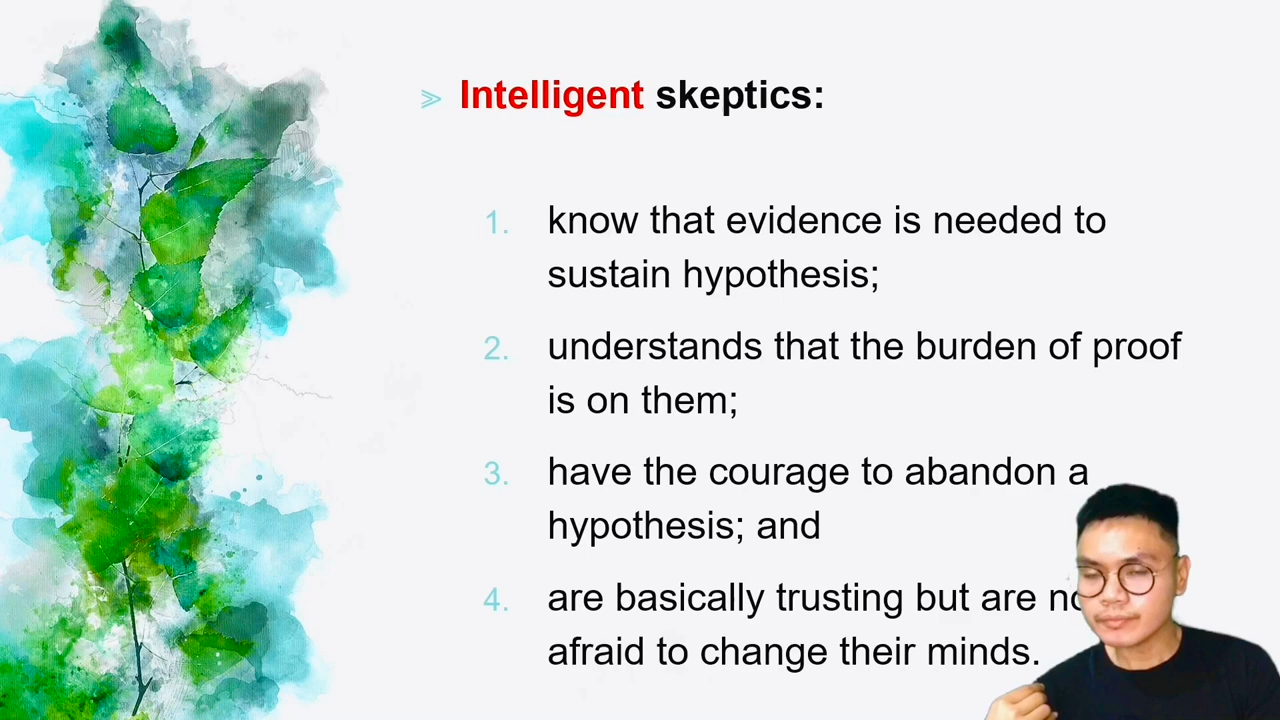 Intelligent skeptics:
1. know that evidence is needed to
sustain hypothesis;
2. understands that the burden of proof
is on them;
3. have the courage to abandon a
hypothesis; and
4. are basically trusting but are
afraid to change their minds.